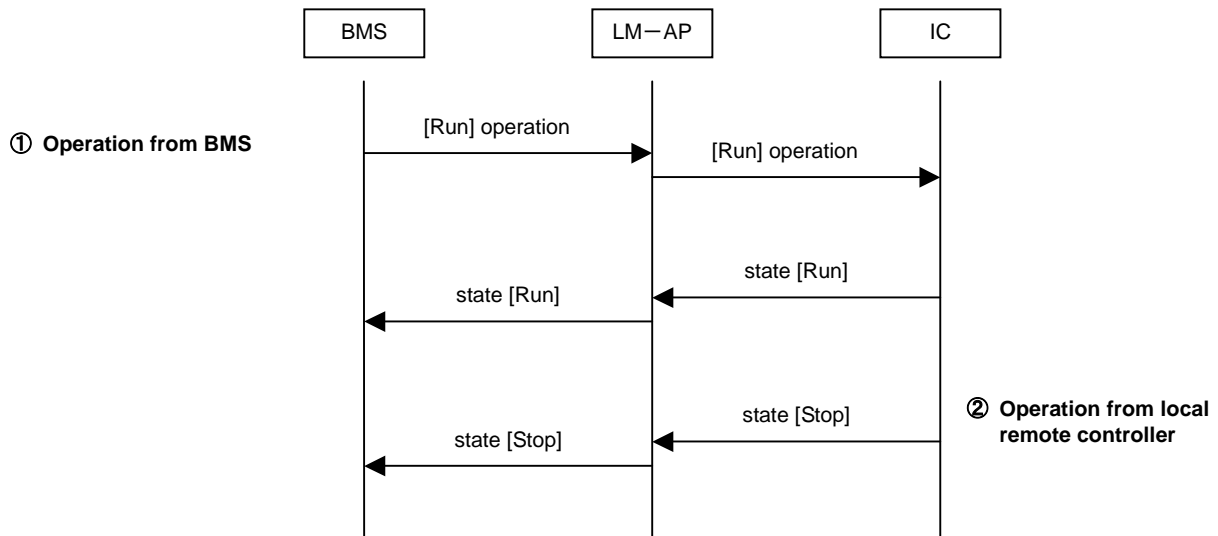 BMS
LM－AP
IC
① Operation from BMS
[Run] operation
[Run] operation
state [Run]
state [Run]
② Operation from local
remote controller
state [Stop]
state [Stop]